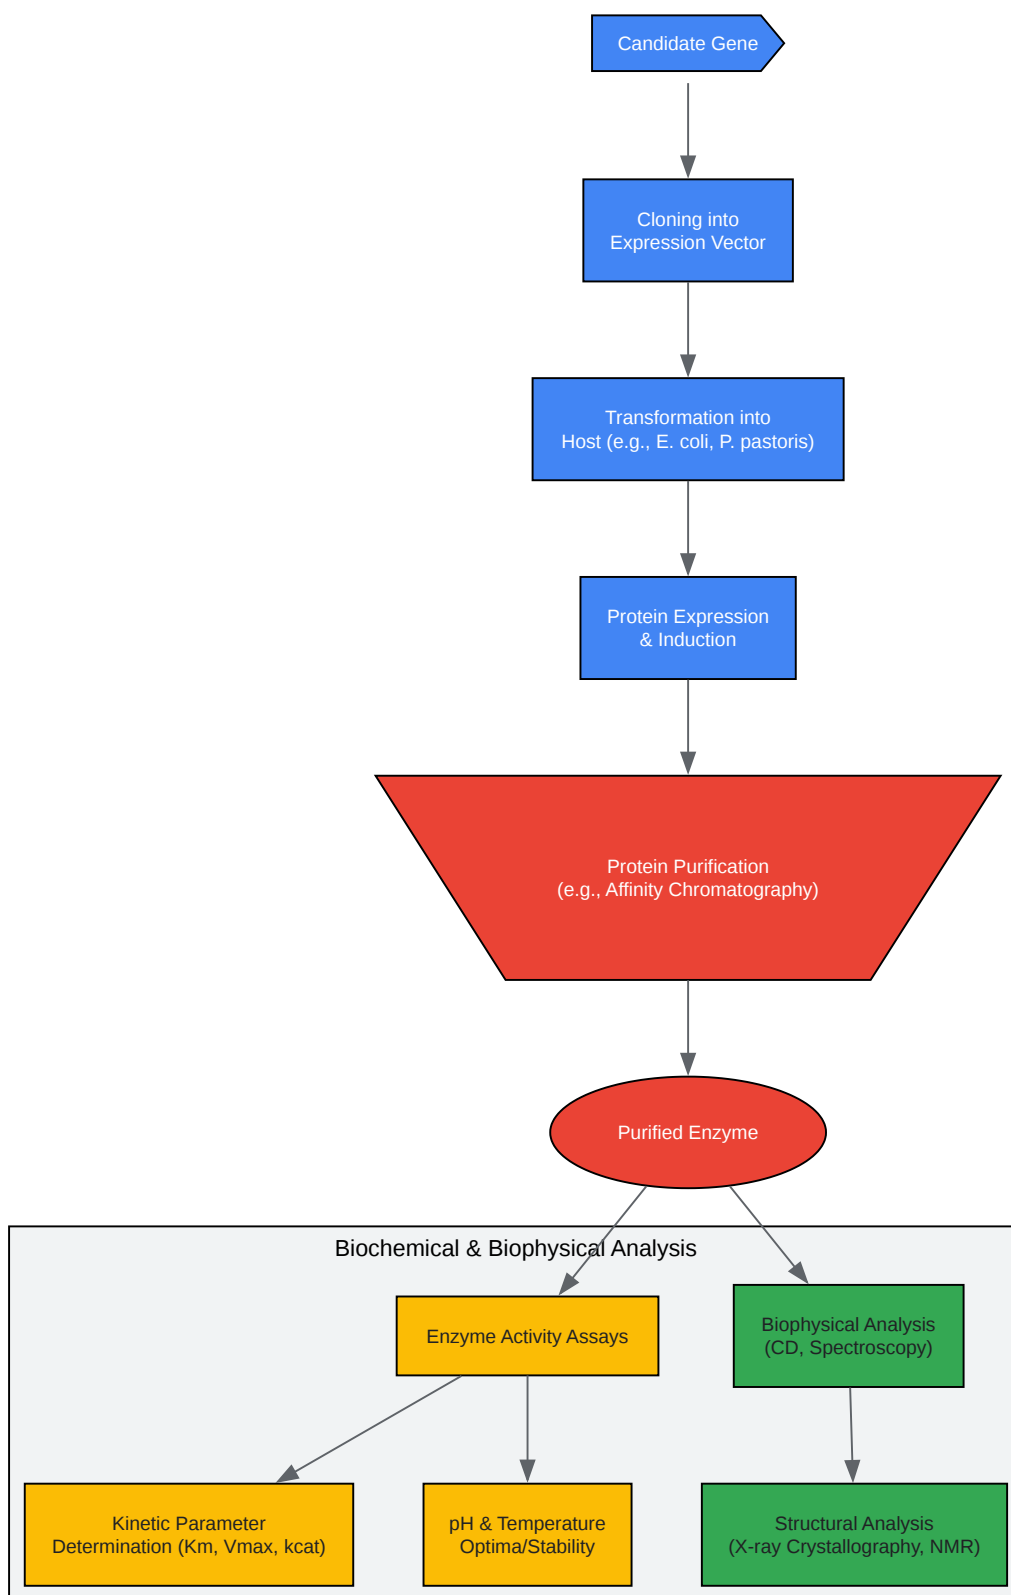 Candidate Gene
Cloning into
Expression Vector
Transformation into
Host (e.g., E. coli, P. pastoris)
Protein Expression
& Induction
Protein Purification
(e.g., Affinity Chromatography)
Purified Enzyme
Biochemical & Biophysical Analysis
Enzyme Activity Assays
Biophysical Analysis
(CD, Spectroscopy)
Kinetic Parameter
Determination (Km, Vmax, kcat)
pH & Temperature
Optima/Stability
Structural Analysis
(X-ray Crystallography, NMR)